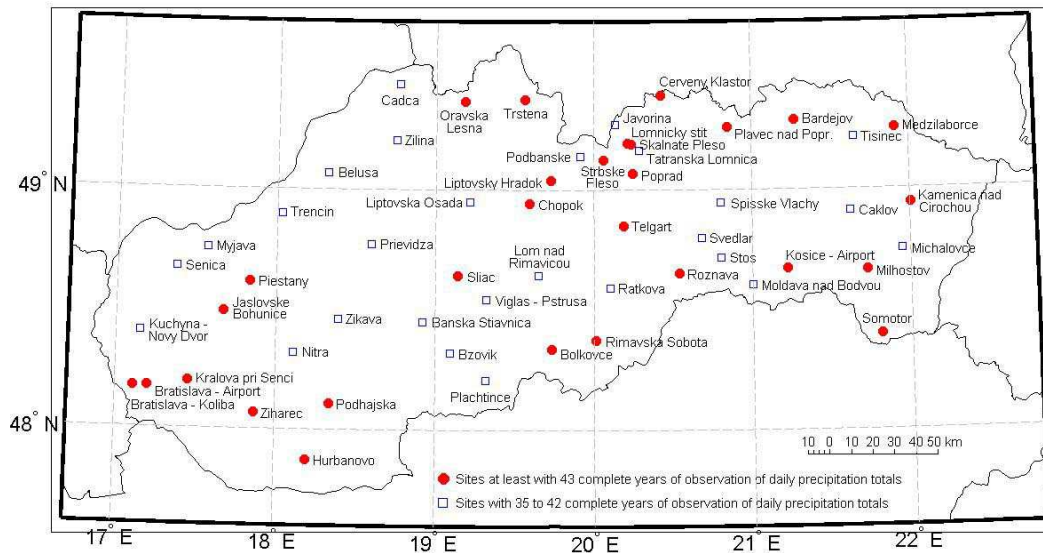 Cadca
Oravska
Lesna
Trstena
Cerveny Klastor
Javorina
Lomnicky stit
Skalnate Pleso
Tatranska Lomnica
Plavec nad Popr.
Bardejov
Tisinec
Medzilaborce
Zilina
Podbanske
Strbske
Fleso
Poprad
Belusa
Liptovsky Hradok
49°N
Trencin
Liptovska Osada
Chopok
Spisske Vlachy
Caklov
Kamenica nad
Cirochou
Telgart
Myjava
Prievidza
Lom nad
Rimavicou
Svedlar
Stos
Kosice - Airport
Michalovce
Senica
Piestany
Sliac
Roznava
Milhostov
Ratkova
Moldava nad Bodvou
Jaslovske
Bohunice
Viglas - Pstrusa
Kuchyna -
Novy Dvor
Zikava
Banska Stiavnica
Somotor
Nitra
Bzovik
Bolkovce
Rimavska Sobota
Kralova pri Senci
Bratislava - Airport
Bratislava - Koliba
Plachtince
Ziharec
Podhajska
48°N
Hurbanovo
10 0 10 20 30 40 50 km
Sites at least with 43 complete years of observation of daily precipitation totals
Sites with 35 to 42 complete years of observation of daily precipitation totals
17°E 18°E 19°E 20°E 21°E 22°E